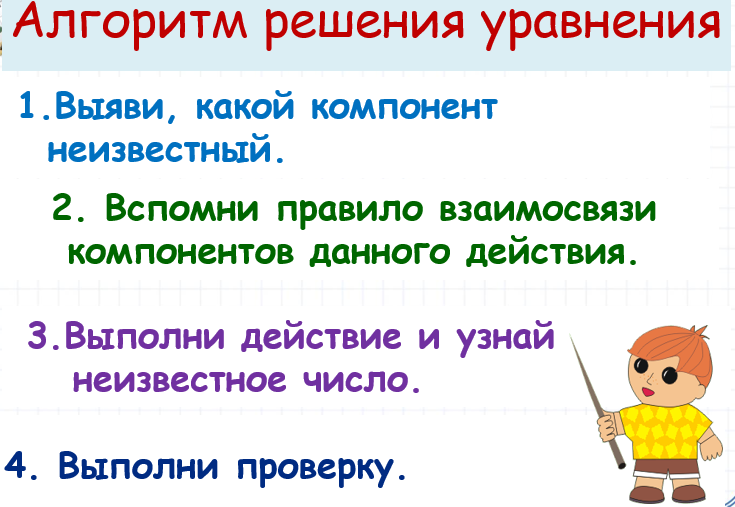 Алгоритм решения уравнения
1.Выяви, какой компонент
неизвестный.
2. Вспомни правило взаимосвязи
компонентов данного действия.
3.Выполни действие и узнай
неизвестное число.
4. Выполни проверку.